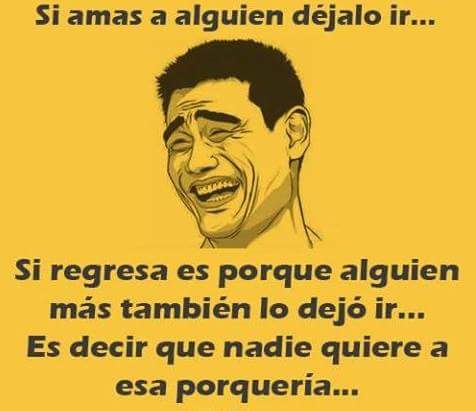 Si amas a alguien déjalo ir...
Si regresa es porque alguien
más también lo dejó ir...
Es decir que nadie quiere a
esa porquería...